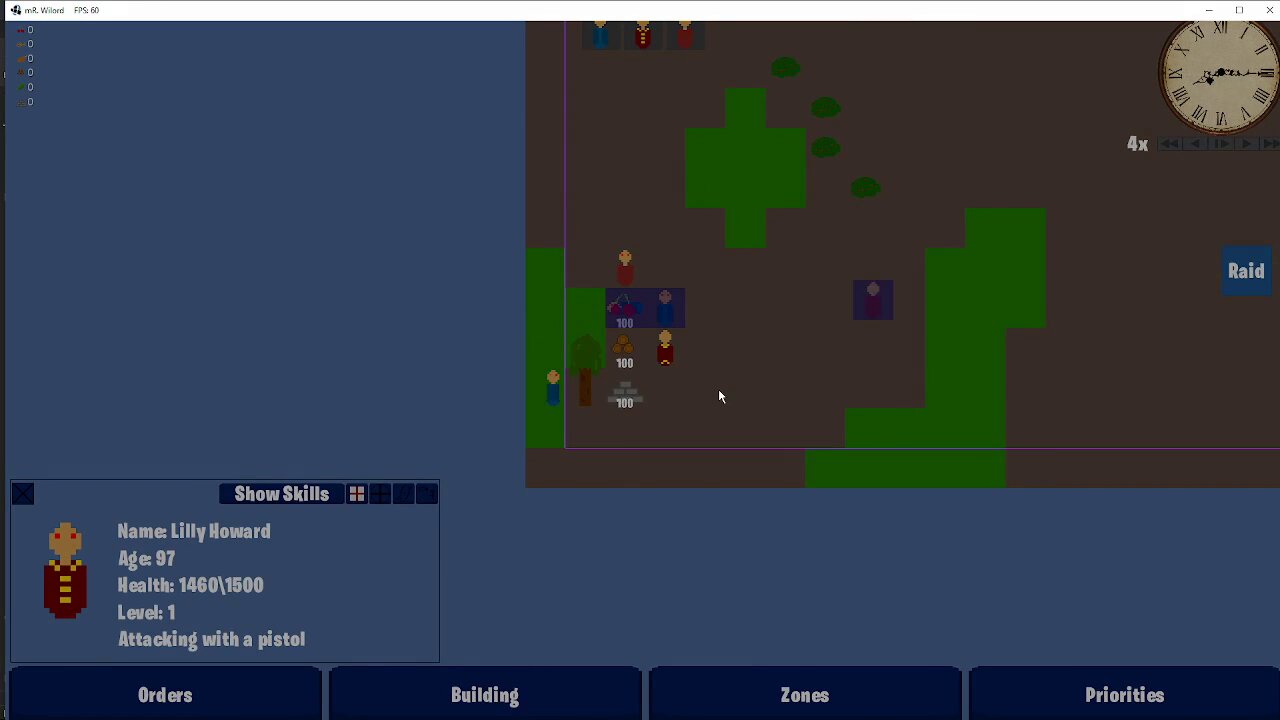 mR. Wilord FPS: 60
0
0
0
0
0
0
XII
4x
Raid
100
100
100
Show Skills
Name: Lilly Howard
Age: 97
Health: 1460\1500
Level: 1
Attacking with a pistol
Orders
Building
Zones
Priorities